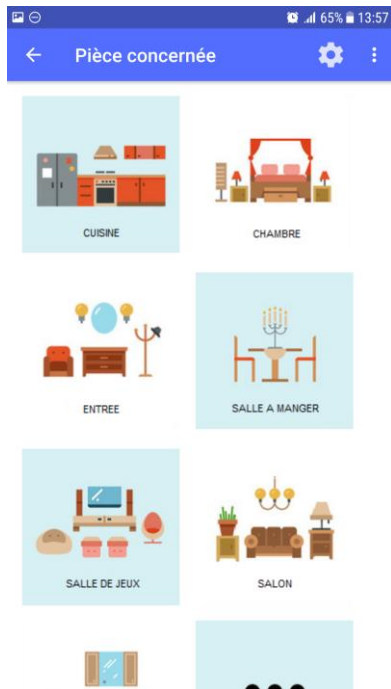 65% 13:57
Pièce concernée
CUISINE
CHAMBRE
ENTREE
SALLE A MANGER
SALLE DE JEUX
SALON